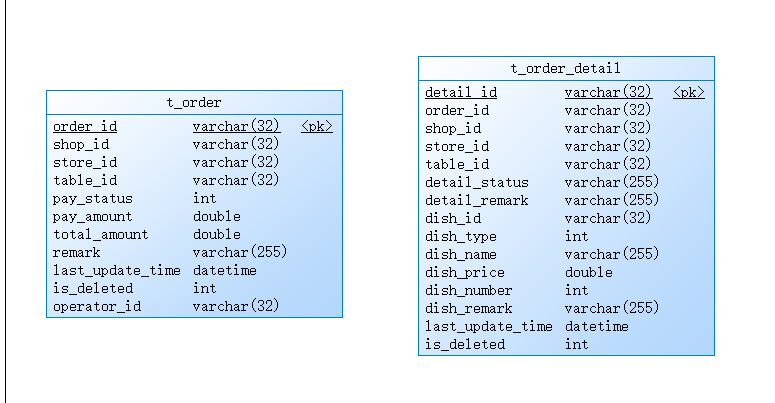 t_order
order_id varchar(32) <pk>
shop_id varchar(32)
store_id varchar(32)
table_id varchar(32)
pay_status int
pay_amount double
total_amount double
remark varchar(255)
last_update_time datetime
is_deleted int
operator_id varchar(32)
t_order_detail
detail_id varchar(32) <pk>
order_id varchar(32)
shop_id varchar(32)
store_id varchar(32)
table_id varchar(32)
detail_status varchar(255)
detail_remark varchar(255)
dish_id varchar(32)
dish_type int
dish_name varchar(255)
dish_price double
dish_number int
dish_remark varchar(255)
last_update_time datetime
is_deleted int